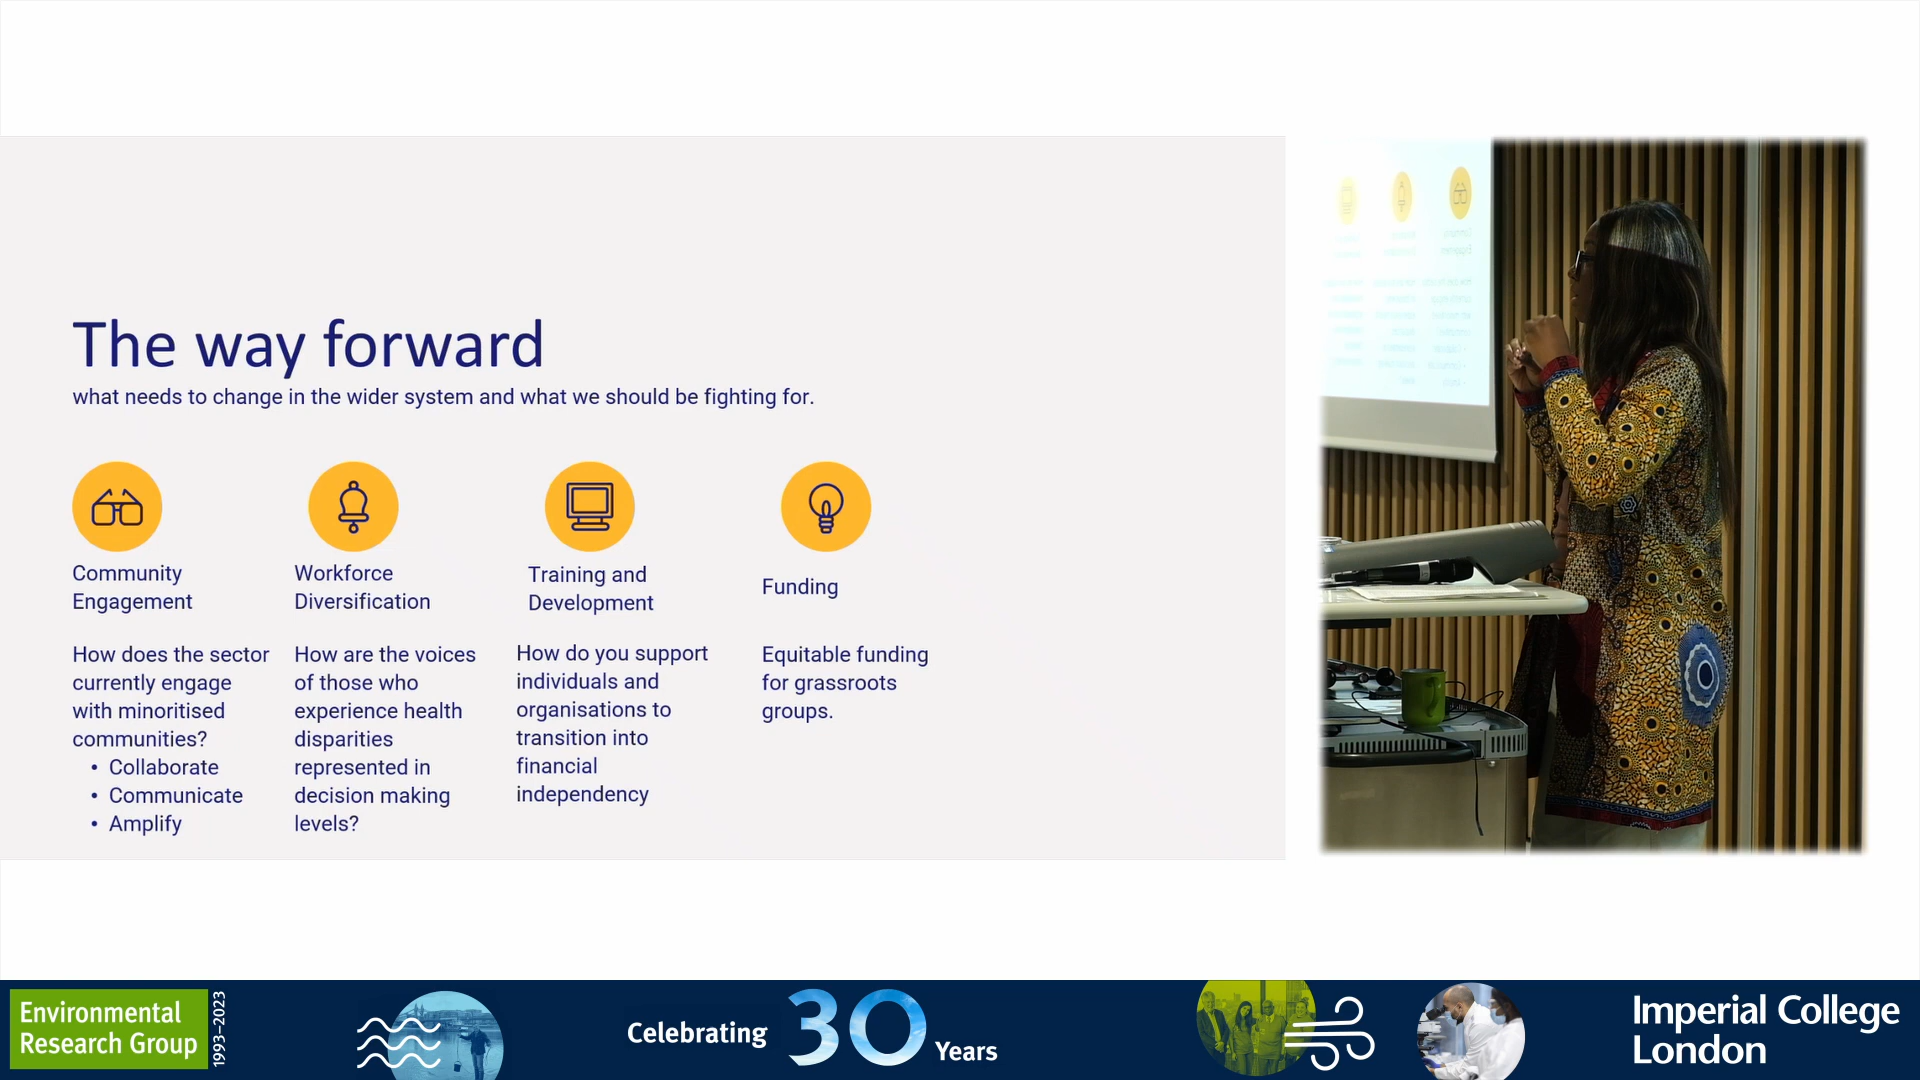 The way forward
what needs to change in the wider system and what we should be fighting for.
Community
Engagement
How does the sector
currently engage
with minoritised
communities?
• Collaborate
• Communicate
• Amplify
Workforce
Diversification
How are the voices
of those who
experience health
disparities
represented in
decision making
levels?
Training and
Development
How do you support
individuals and
organisations to
transition into
financial
independency
Funding
Equitable funding
for grassroots
groups.
Environmental
Research Group
1993–2023
Celebrating 30 Years
Imperial College
London